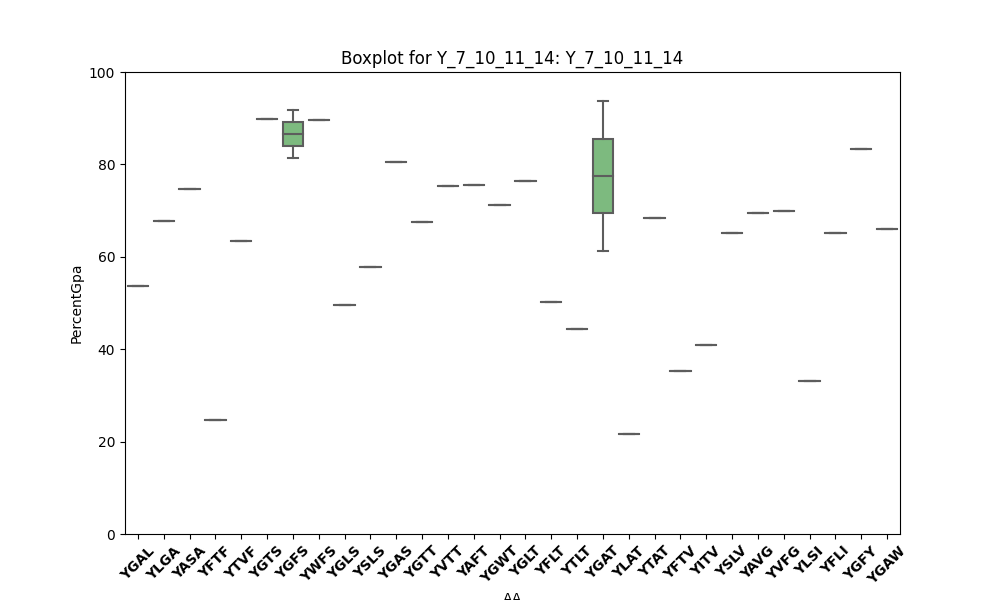 Boxplot for Y_7_10_11_14: Y_7_10_11_14
100
80
60
40
20
0
PercentGpa
YGAL YLGA YASA YFTF YTVF YGTS YGFS YWFS YGLS YSLS YGAS YGTT YVTT YAFT YGWT YGLT YFLT YTLT YGAT YLAT YTAT YFTV YITV YSLV YAVG YVFG YLSI YFLI YGFY YGAW
AA